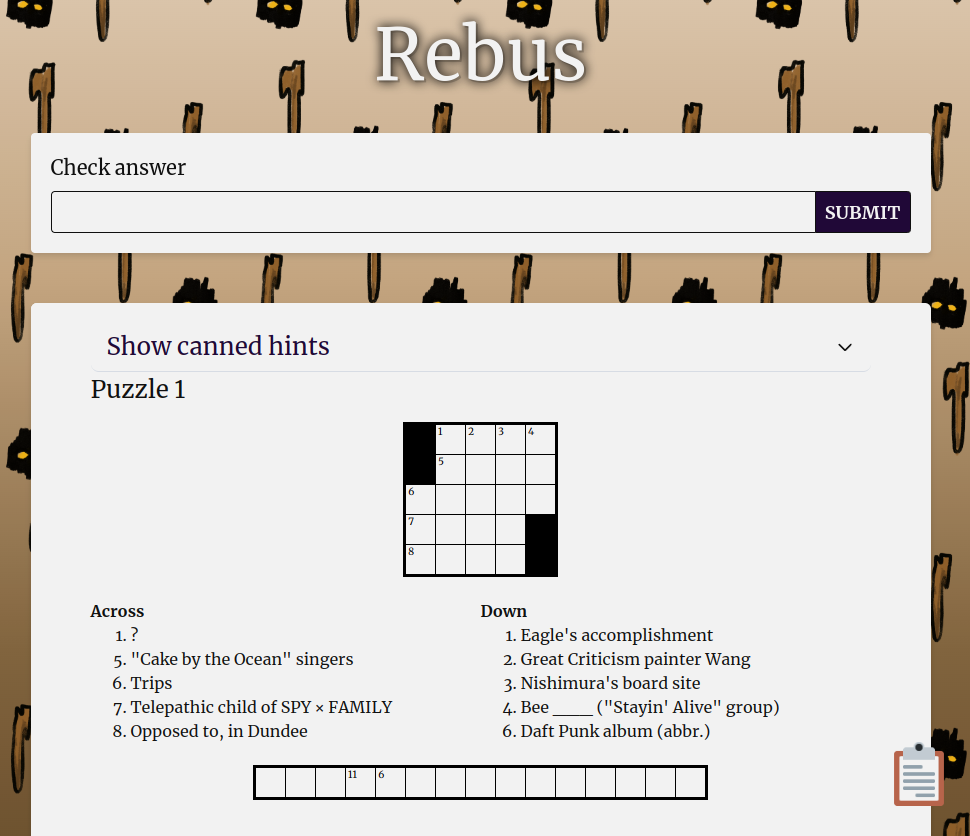 Rebus
Check answer
SUBMIT
Show canned hints
Puzzle 1
1 2 3 4
5
6
7
8
Across
1. ?
5. "Cake by the Ocean" singers
6. Trips
7. Telepathic child of SPY × FAMILY
8. Opposed to, in Dundee
Down
1. Eagle's accomplishment
2. Great Criticism painter Wang
3. Nishimura's board site
4. Bee ____ ("Stayin' Alive" group)
6. Daft Punk album (abbr.)
11 6